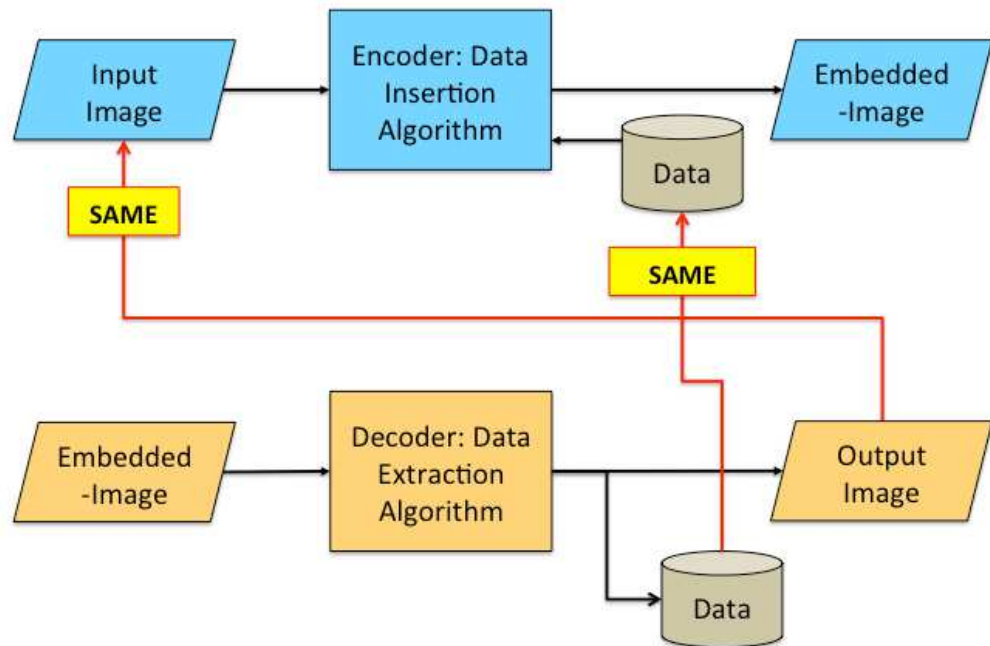 Input
Image
Encoder: Data
Insertion
Algorithm
Embedded
-Image
Data
SAME
SAME
Embedded
-Image
Decoder: Data
Extraction
Algorithm
Output
Image
Data